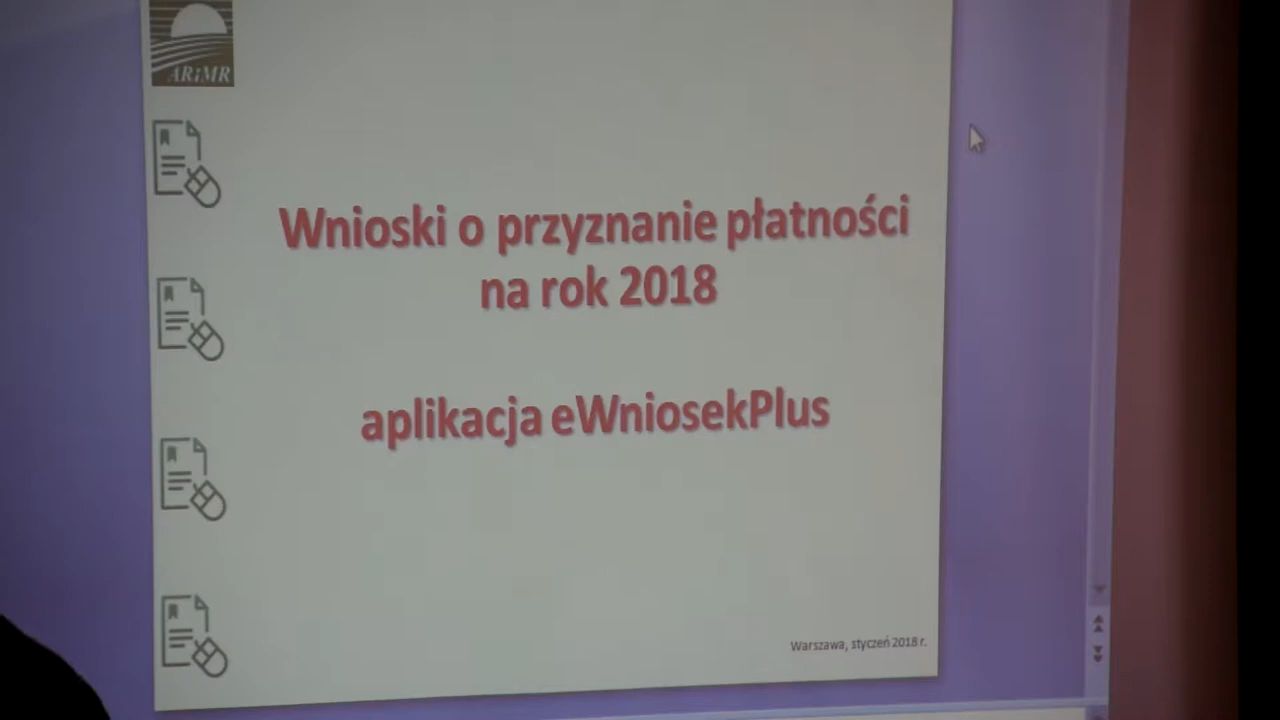 ARiMR
Wnioski o przyznanie płatności
na rok 2018
aplikacja eWniosekPlus
Warszawa, styczeń 2018 r.